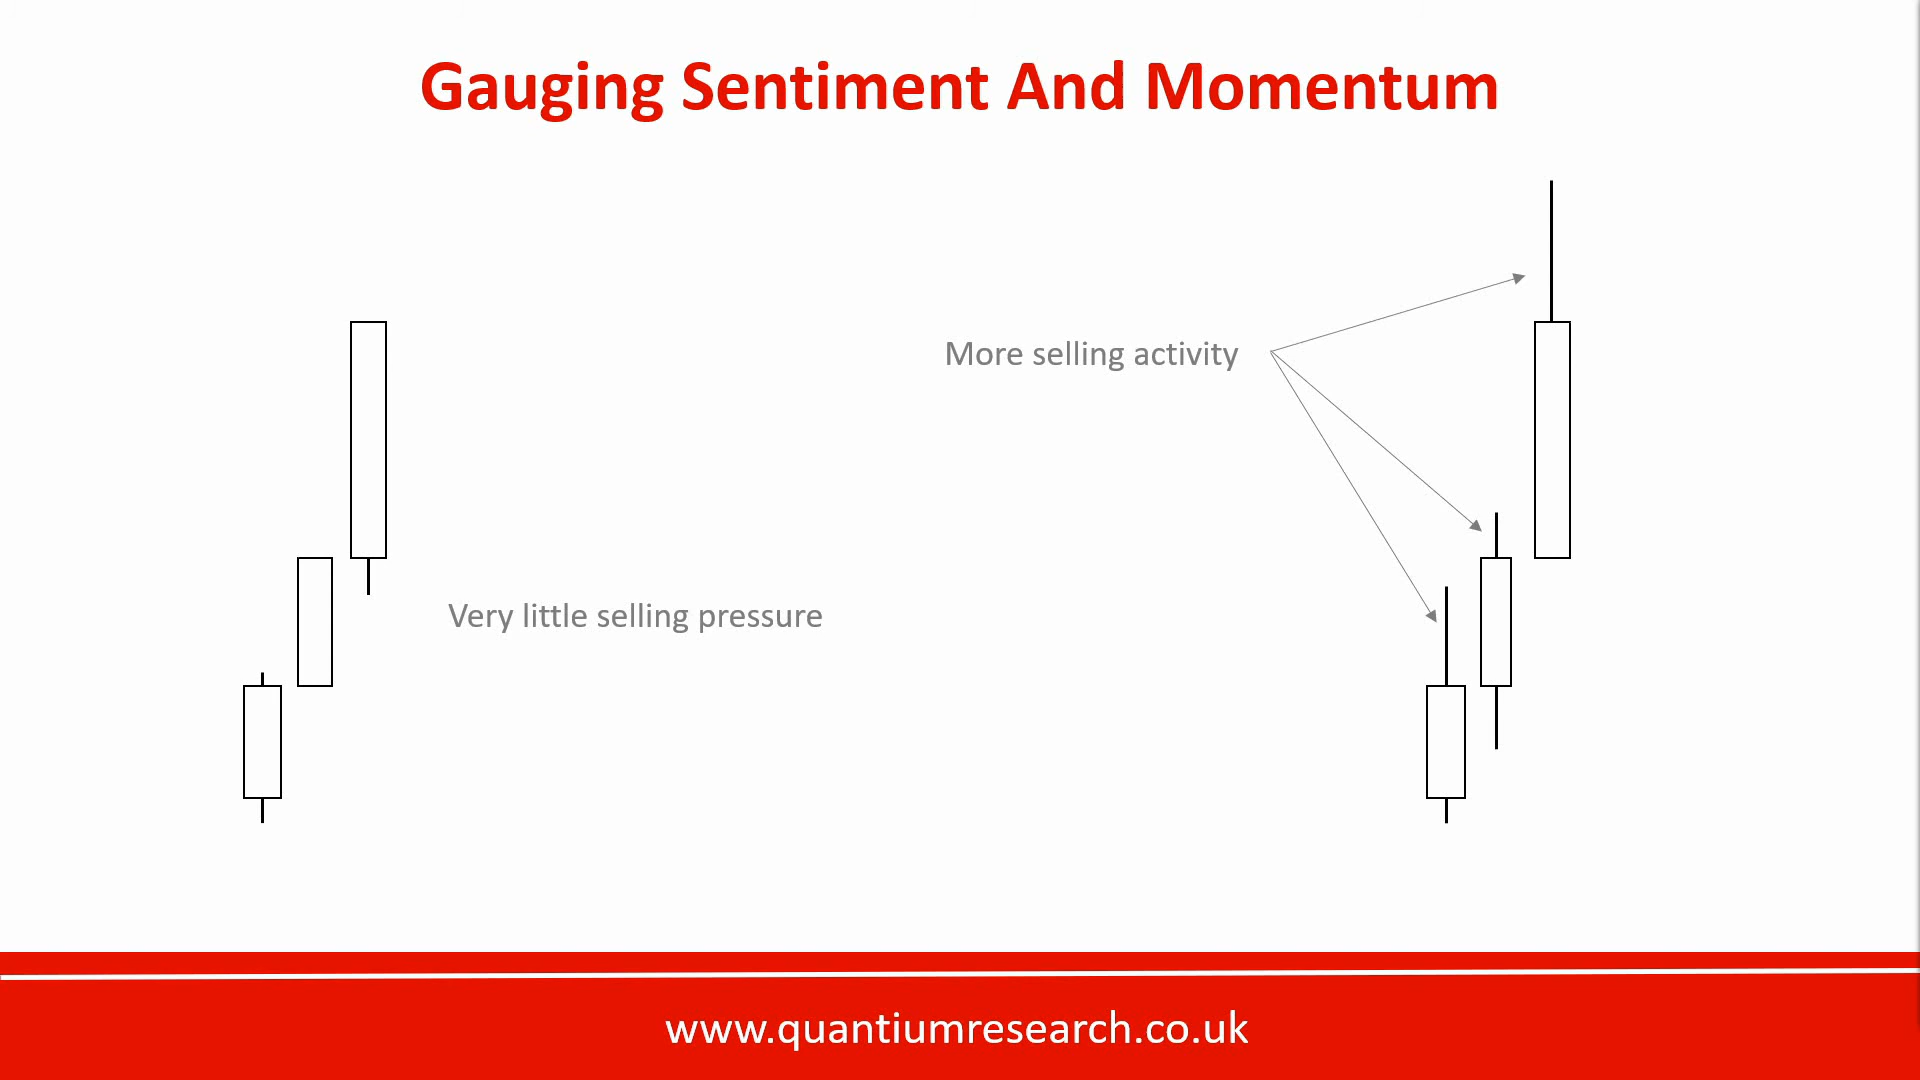 Gauging Sentiment And Momentum
More selling activity
Very little selling pressure
www.quantiumresearch.co.uk